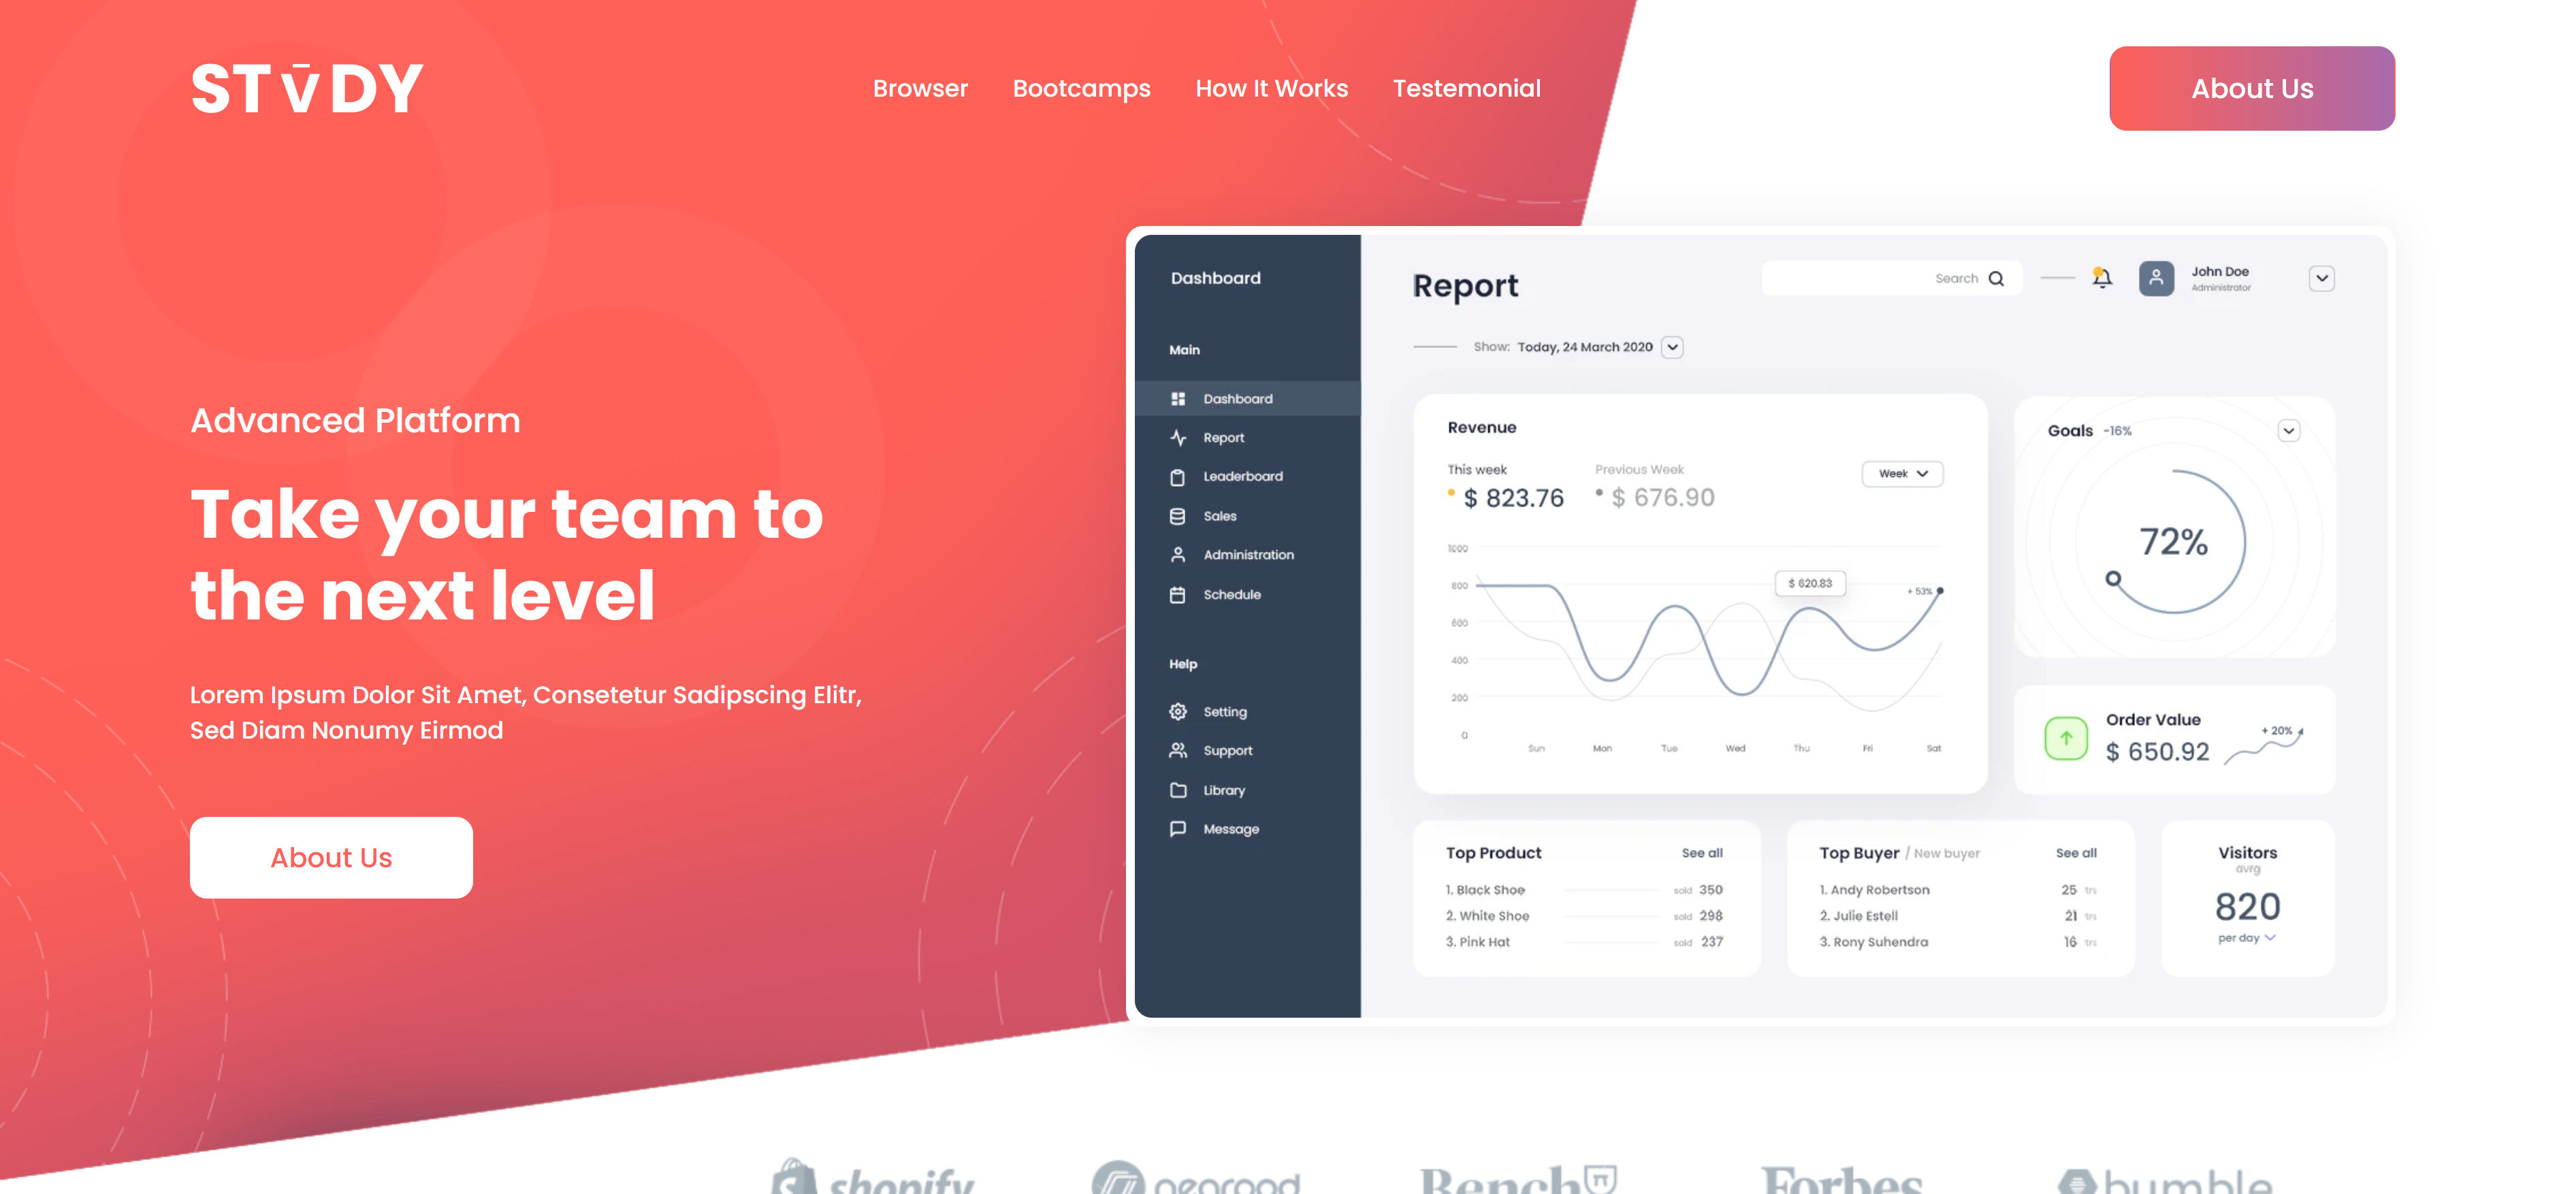 STV̄DY
Browser
Bootcamps
How It Works
Testemonial
About Us
Advanced Platform
Take your team to
the next level
Lorem Ipsum Dolor Sit Amet, Consetetur Sadipscing Elitr,
Sed Diam Nonumy Eirmod
About Us
Dashboard
Main
Dashboard
Report
Leaderboard
Sales
Administration
Schedule
Help
Setting
Support
Library
Message
Report
Search
John Doe
Administrator
Show: Today, 24 March 2020
Revenue
This week
$ 823.76
Previous Week
$ 676.90
Week
1000
800
600
400
200
0
$ 620.83
+ 53%
Sun Mon Tue Wed Thu Fri Sat
Goals -16%
72%
Order Value
$ 650.92
+ 20%
Top Product See all
1. Black Shoe sold 350
2. White Shoe sold 298
3. Pink Hat sold 237
Top Buyer / New buyer See all
1. Andy Robertson 25 trs
2. Julie Estell 21 trs
3. Rony Suhendra 16 trs
Visitors
avrg
820
per day
shopify
Bench
Forbes
bumble